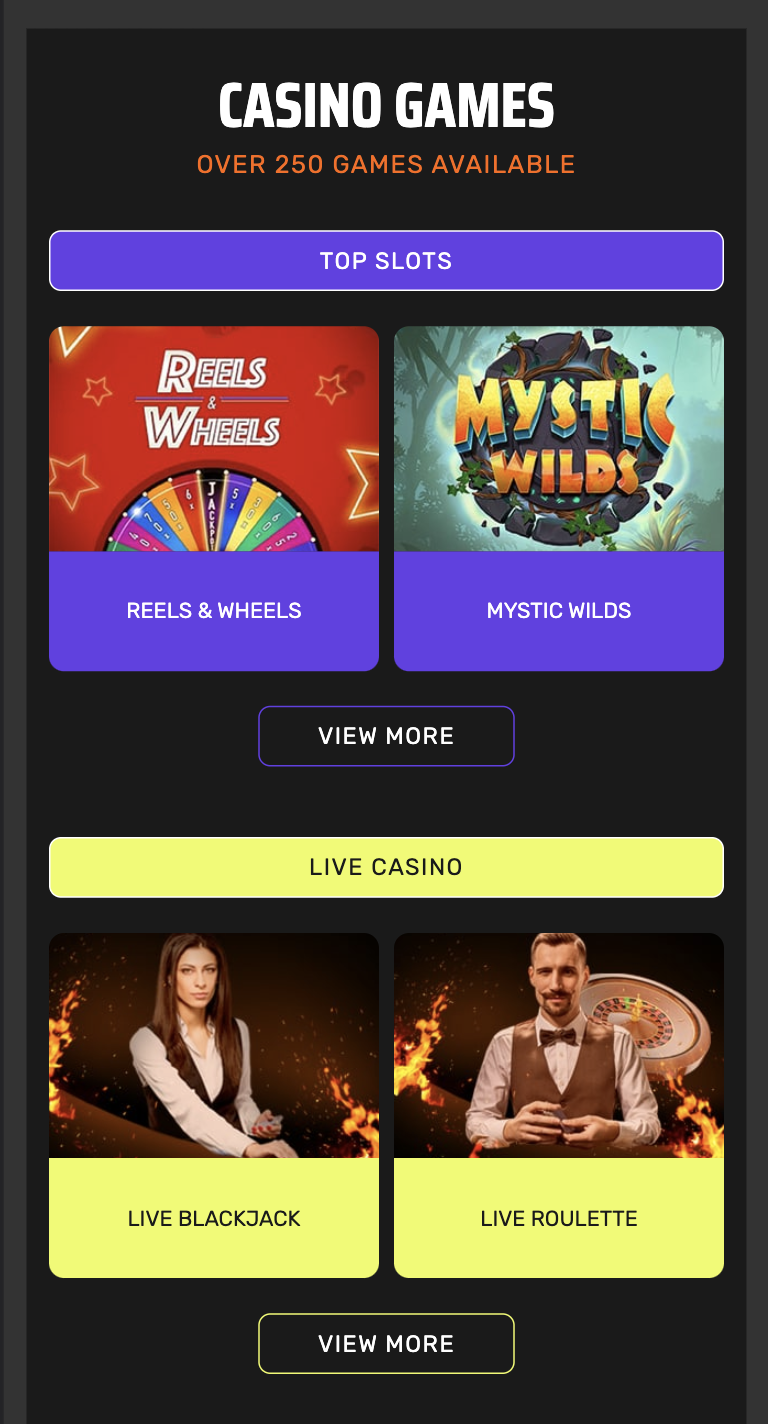 CASINO GAMES
OVER 250 GAMES AVAILABLE
TOP SLOTS
REELS
&
WHEELS
JACKPOT
MYSTIC
WILDS
REELS & WHEELS
MYSTIC WILDS
VIEW MORE
LIVE CASINO
LIVE BLACKJACK
LIVE ROULETTE
VIEW MORE